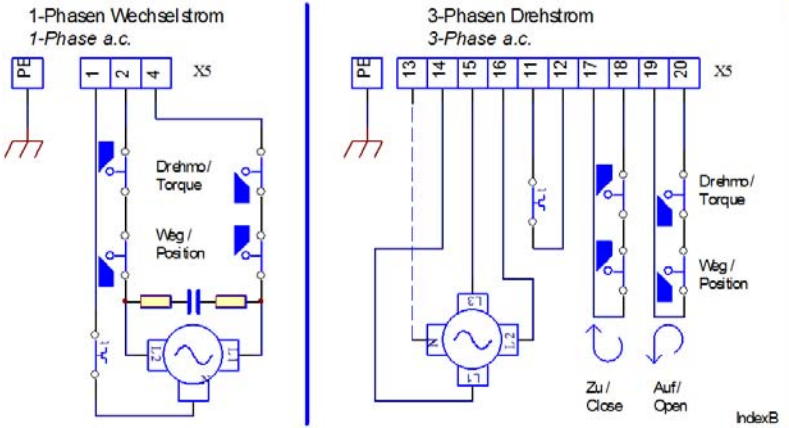 1-Phasen Wechselstrom
1-Phase a.c.
PE
1 2 4
X5
Drehmo/
Torque
Weg /
Position
L2
L1
N
3-Phasen Drehstrom
3-Phase a.c.
PE
13 14 15 16 11 12 17 18 19 20
X5
Drehmo/
Torque
Weg /
Position
L3
N
L2
L1
Zu /
Close
Auf/
Open
IndexB